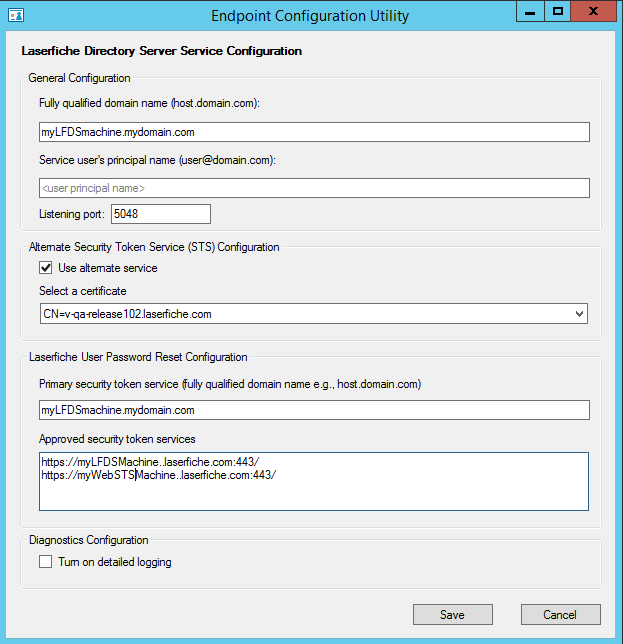 Endpoint Configuration Utility
Laserfiche Directory Server Service Configuration
General Configuration
Fully qualified domain name (host.domain.com):
myLFDSmachine.mydomain.com
Service user's principal name (user@domain.com):
<user principal name>
Listening port: 5048
Alternate Security Token Service (STS) Configuration
Use alternate service
Select a certificate
CN=v-qa-release102.laserfiche.com
Laserfiche User Password Reset Configuration
Primary security token service (fully qualified domain name e.g., host.domain.com)
myLFDSmachine.mydomain.com
Approved security token services
https://myLFDSMachine..laserfiche.com:443/
https://myWebSTSMachine..laserfiche.com:443/
Diagnostics Configuration
Turn on detailed logging
Save Cancel